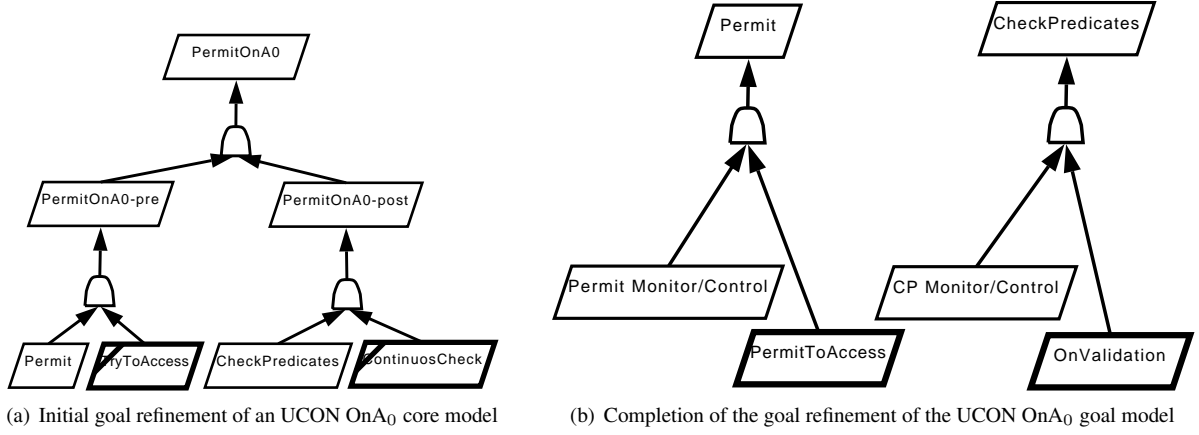 PermitOnA0
PermitOnA0-pre
PermitOnA0-post
Permit
TryToAccess
CheckPredicates
ContinuosCheck
(a) Initial goal refinement of an UCON OnA0 core model
Permit
CheckPredicates
Permit Monitor/Control
CP Monitor/Control
PermitToAccess
OnValidation
(b) Completion of the goal refinement of the UCON OnA0 goal model